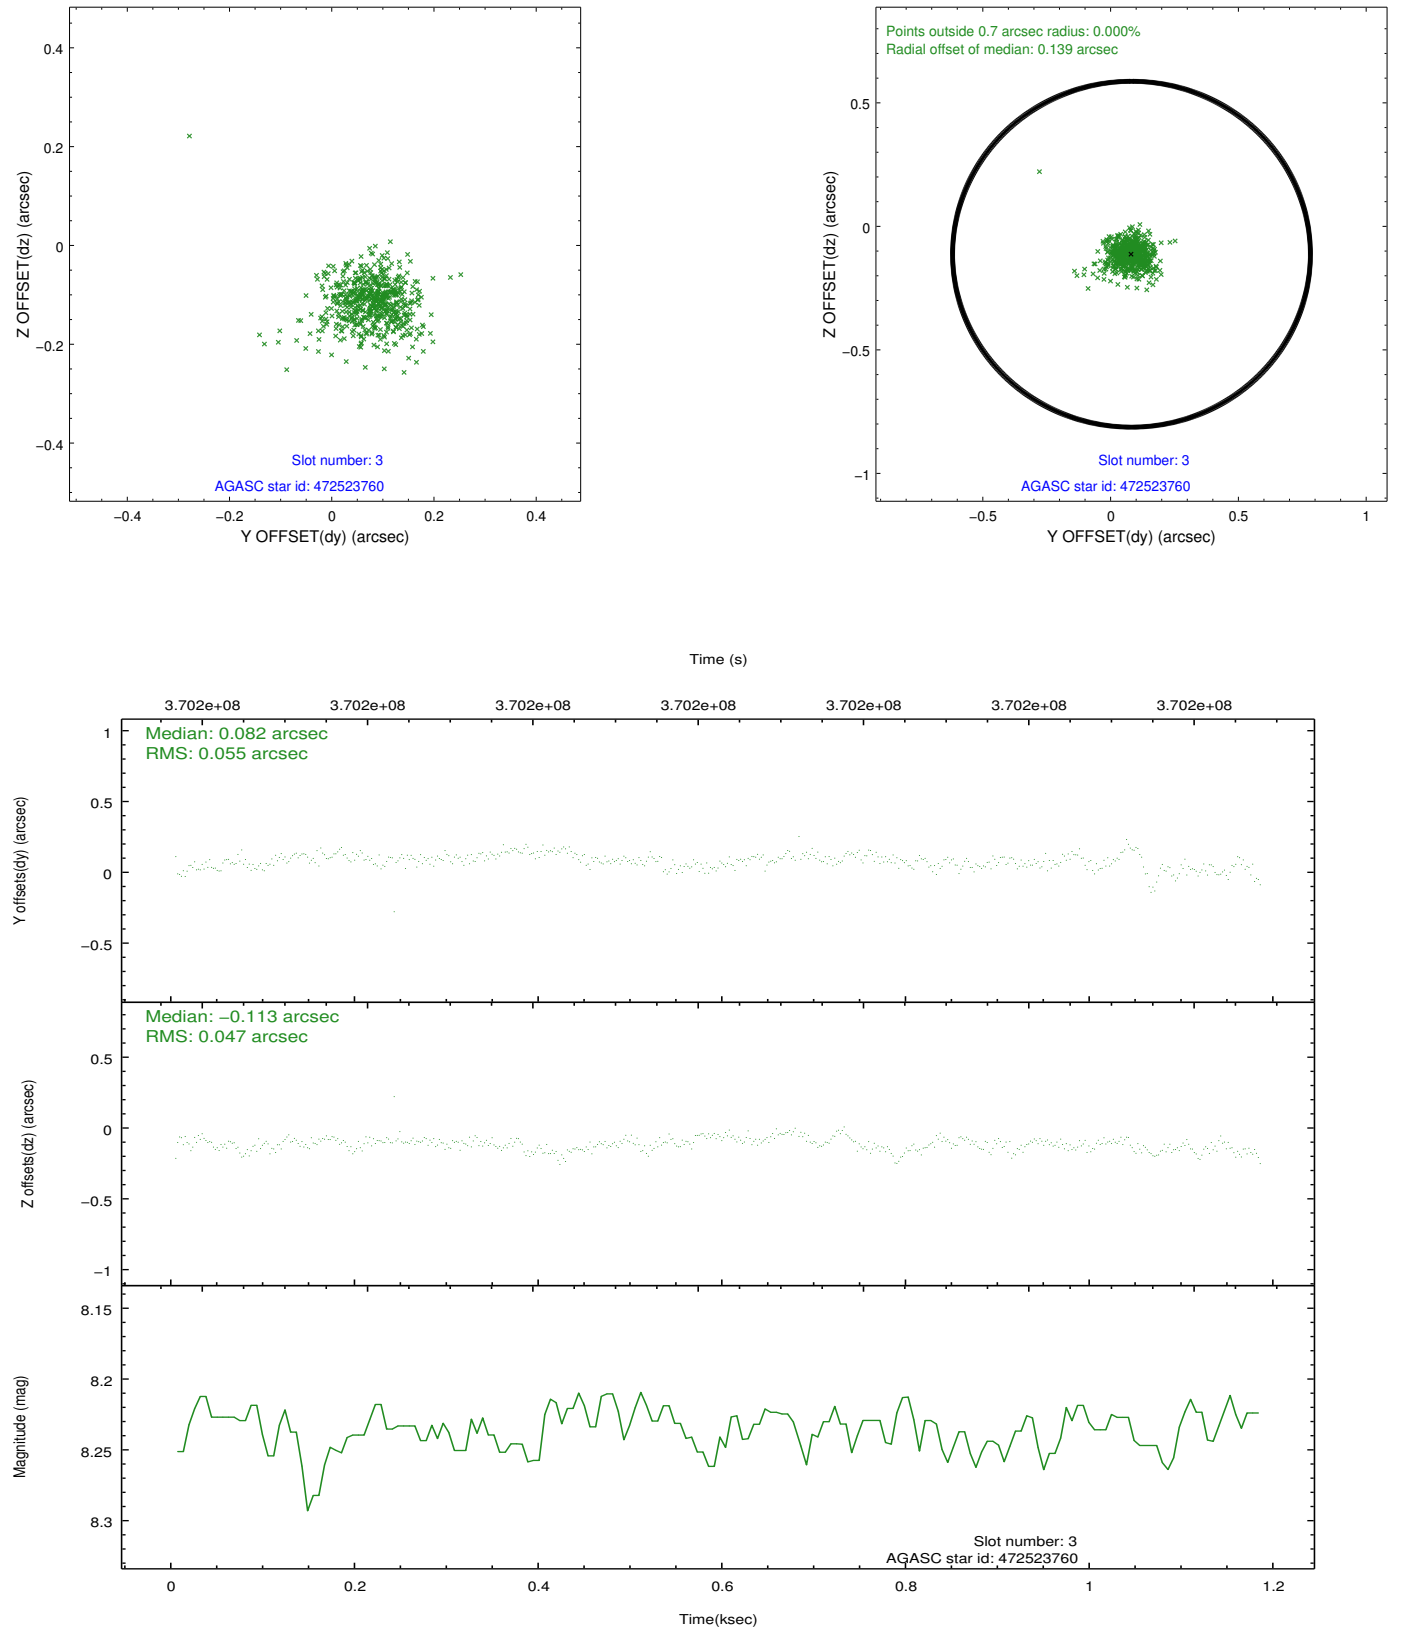 0.4
0.2
0
−0.2
−0.4
Z OFFSET(dz) (arcsec)
Slot number: 3
AGASC star id: 472523760
−0.4 −0.2 0 0.2 0.4
Y OFFSET(dy) (arcsec)
Points outside 0.7 arcsec radius: 0.000%
Radial offset of median: 0.139 arcsec
0.5
0
−0.5
−1
Z OFFSET(dz) (arcsec)
Slot number: 3
AGASC star id: 472523760
−0.5 0 0.5 1
Y OFFSET(dy) (arcsec)
Time (s)
3.702e+08 3.702e+08 3.702e+08 3.702e+08 3.702e+08 3.702e+08 3.702e+08
Median: 0.082 arcsec
RMS: 0.055 arcsec
1
0.5
0
−0.5
Y offsets(dy) (arcsec)
Median: −0.113 arcsec
RMS: 0.047 arcsec
0.5
0
−0.5
−1
Z offsets(dz) (arcsec)
8.15
8.2
8.25
8.3
Magnitude (mag)
Slot number: 3
AGASC star id: 472523760
0 0.2 0.4 0.6 0.8 1 1.2
Time(ksec)